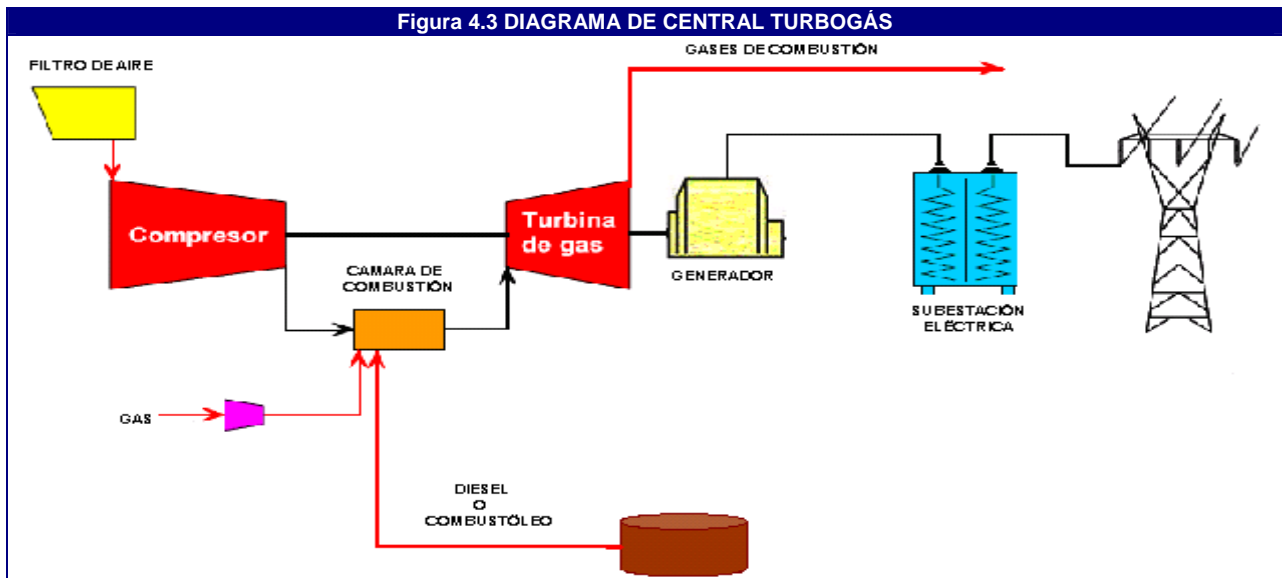 Figura 4.3 DIAGRAMA DE CENTRAL TURBOGÁS
GASES DE COMBUSTIÓN
FILTRO DE AIRE
Compresor
Turbina
de gas
CAMARA DE
COMBUSTIÓN
GENERADOR
SUBESTACIÓN
ELÉCTRICA
GAS
DIESEL
O
COMBUSTÓLEO